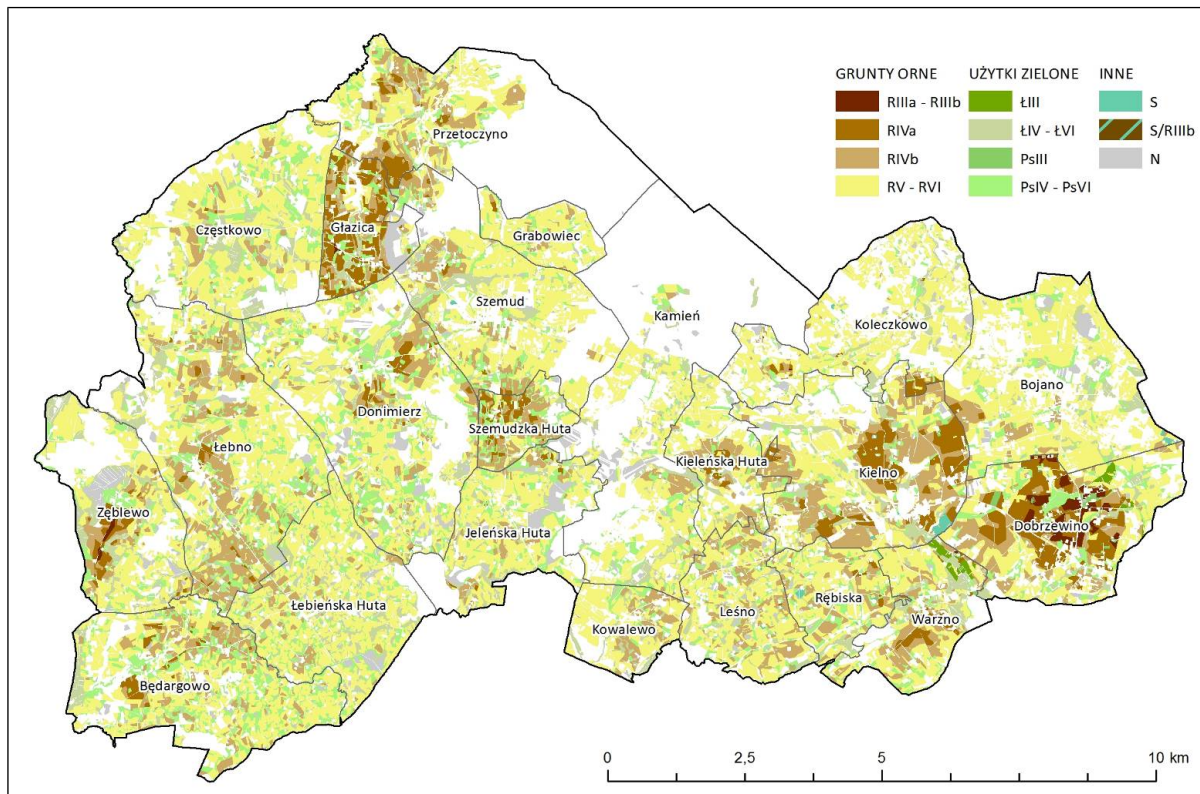 GRUNTY ORNE
RIIIa - RIIIb
RIVa
RIVb
RV - RVI
UŻYTKI ZIELONE
ŁIII
ŁIV - ŁVI
PsIII
PsIV - PsVI
INNE
S
S/RIIIb
N
Przetoczyno
Częstkowo
Głazica
Grabowiec
Szemud
Kamień
Koleczkowo
Bojano
Donimierz
Szemudzka Huta
Łebno
Kieleńska Huta
Kielno
Zęblewo
Jeleńska Huta
Dobrzewino
Łebieńska Huta
Leśno
Rębiska
Kowalewo
Warzno
Będargowo
0 2,5 5 10 km